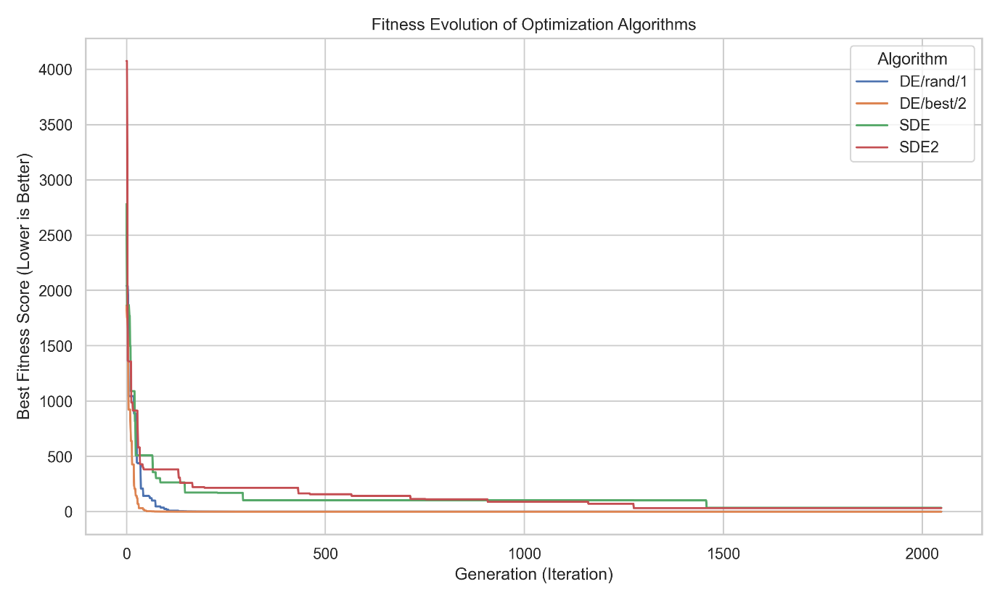 Fitness Evolution of Optimization Algorithms
Best Fitness Score (Lower is Better)
4000
3500
3000
2500
2000
1500
1000
500
0
Algorithm
DE/rand/1
DE/best/2
SDE
SDE2
0 500 1000 1500 2000
Generation (Iteration)